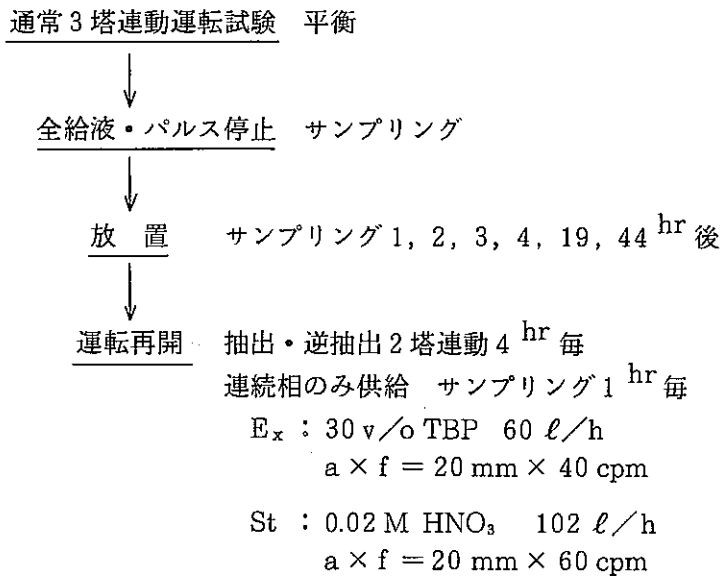 通常3塔連動運転試験 平衡
全給液・パルス停止 サンプリング
放 置 サンプリング 1, 2, 3, 4, 19, 44 hr 後
運転再開 抽出・逆抽出2塔連動4 hr 毎
連続相のみ供給 サンプリング1 hr 毎
Ex : 30 v/o TBP 60 ℓ/h
a × f = 20 mm × 40 cpm
St : 0.02 M HNO₃ 102 ℓ/h
a × f = 20 mm × 60 cpm